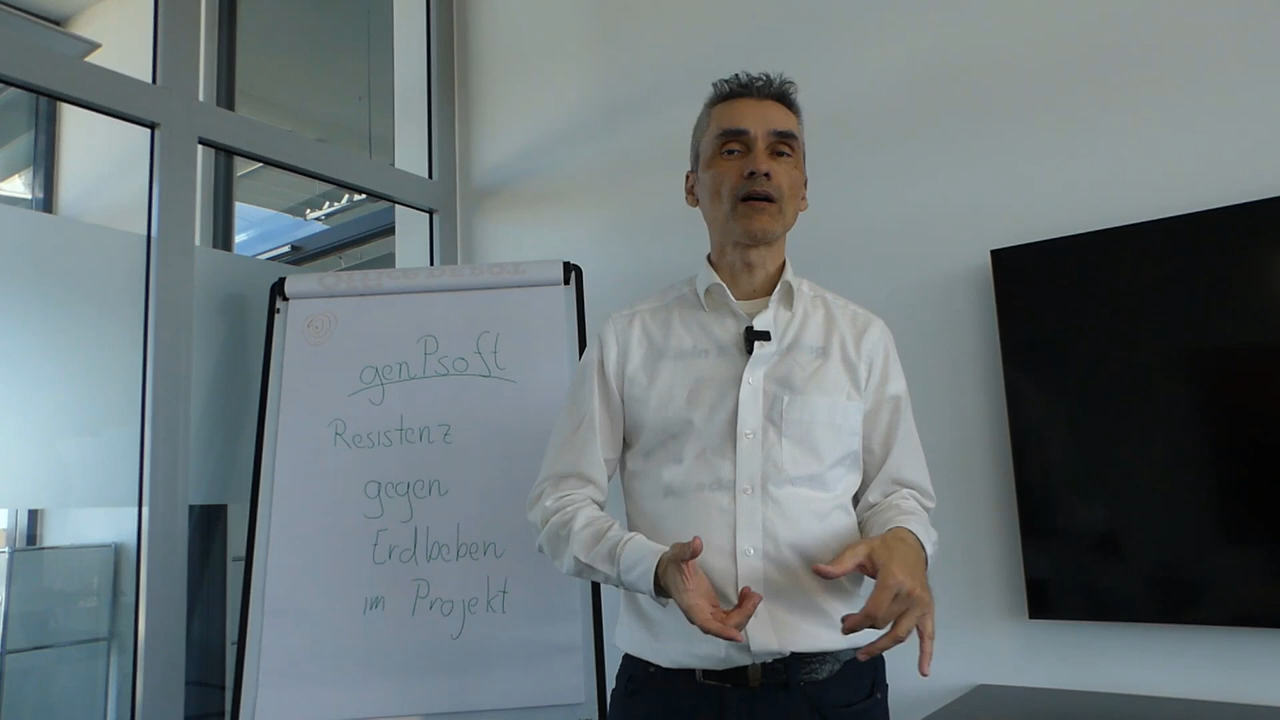 genPsoft
Resistenz
gegen
Erdbeben
im Projekt